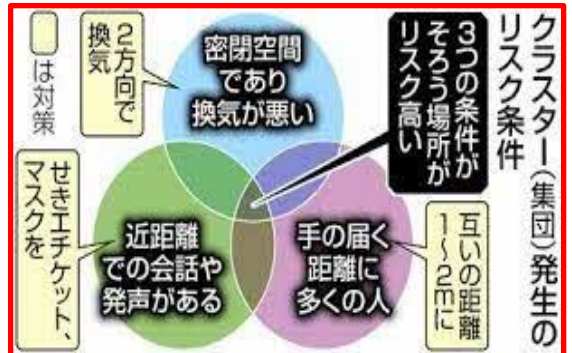 クラスター(集団)発生の
リスク条件
3つの条件が
そろう場所が
リスク高い
密閉空間
であり
換気が悪い
2方向で
換気
は対策
互いの距離
1〜2mに
手の届く
距離に
多くの人
近距離
での会話や
発声がある
せきエチケット、
マスクを